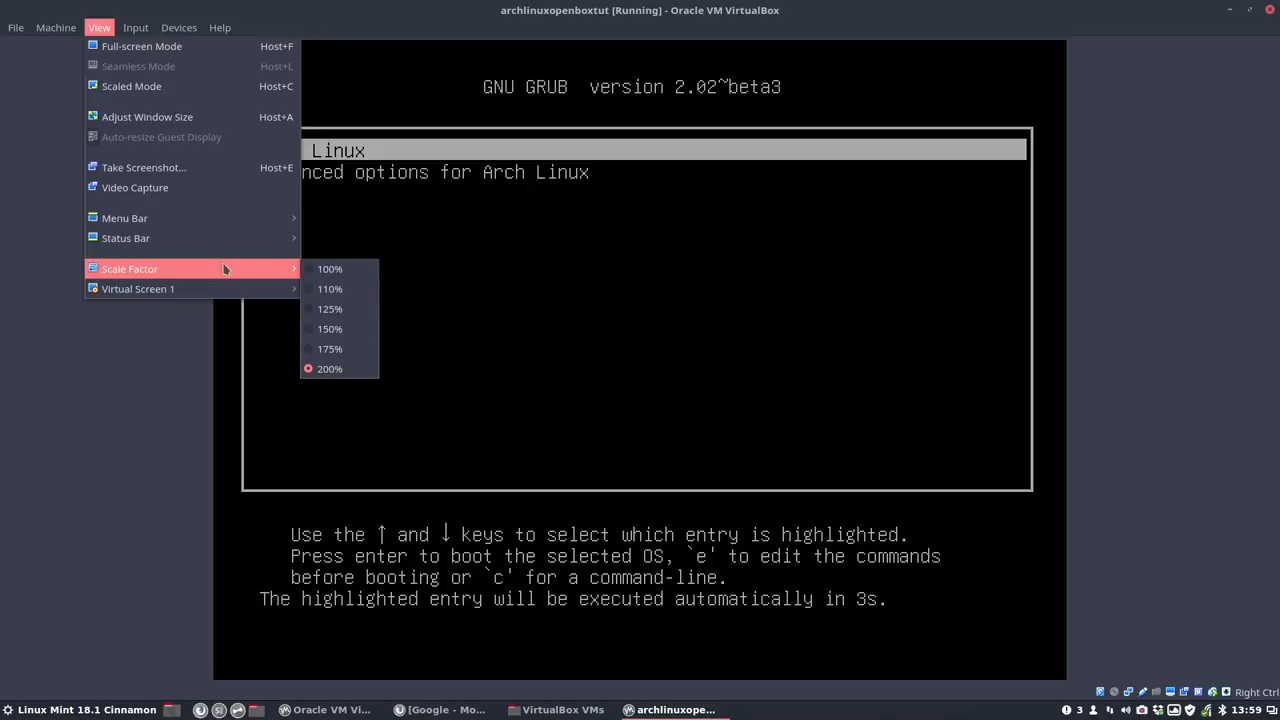 archlinuxopenboxtut [Running] - Oracle VM VirtualBox
File Machine View Input Devices Help
Full-screen Mode Host+F
Seamless Mode Host+L
Scaled Mode Host+C
Adjust Window Size Host+A
Auto-resize Guest Display
Take Screenshot... Host+E
Video Capture
Menu Bar
Status Bar
Scale Factor
Virtual Screen 1
100%
110%
125%
150%
175%
200%
GNU GRUB version 2.02~beta3
Linux
nced options for Arch Linux
Use the ↑ and ↓ keys to select which entry is highlighted.
Press enter to boot the selected OS, `e' to edit the commands
before booting or `c' for a command-line.
The highlighted entry will be executed automatically in 3s.
Right Ctrl
Linux Mint 18.1 Cinnamon Oracle VM Vi... [Google - Mo... VirtualBox VMs archlinuxope... 3 13:59